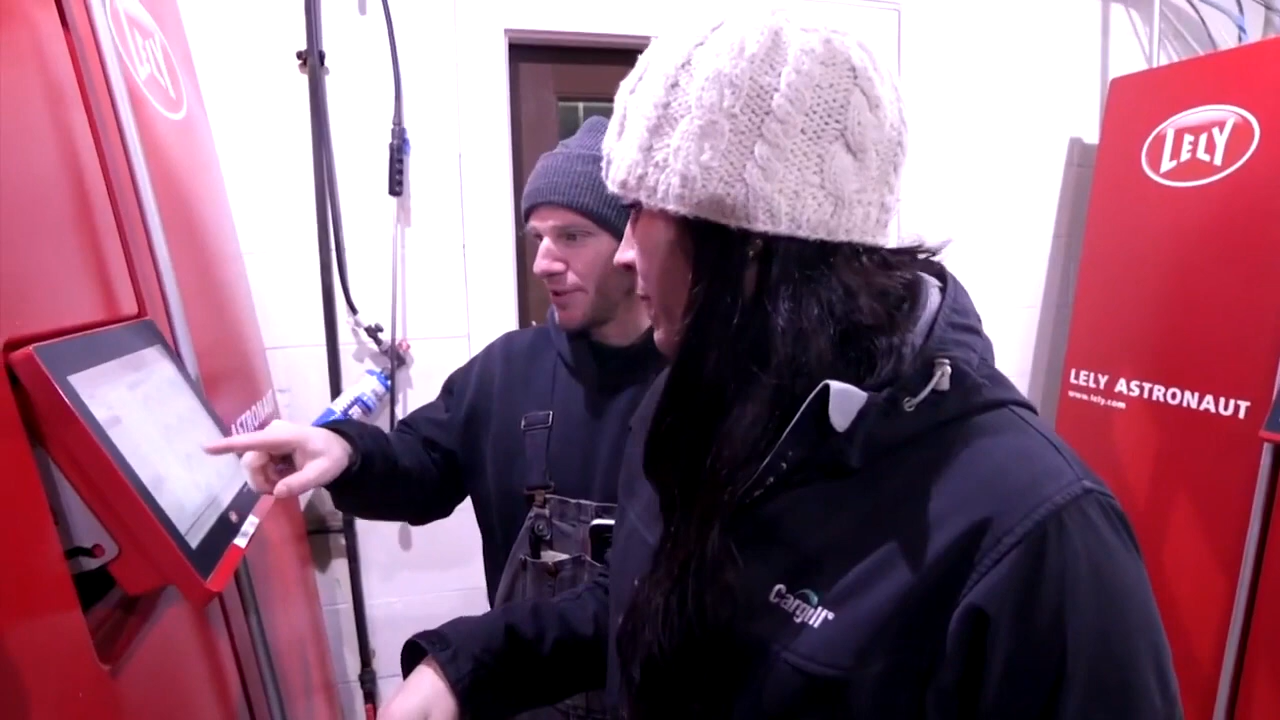 LELY
LELY
ASTRONAUT
LELY ASTRONAUT
www.lely.com
Cargill